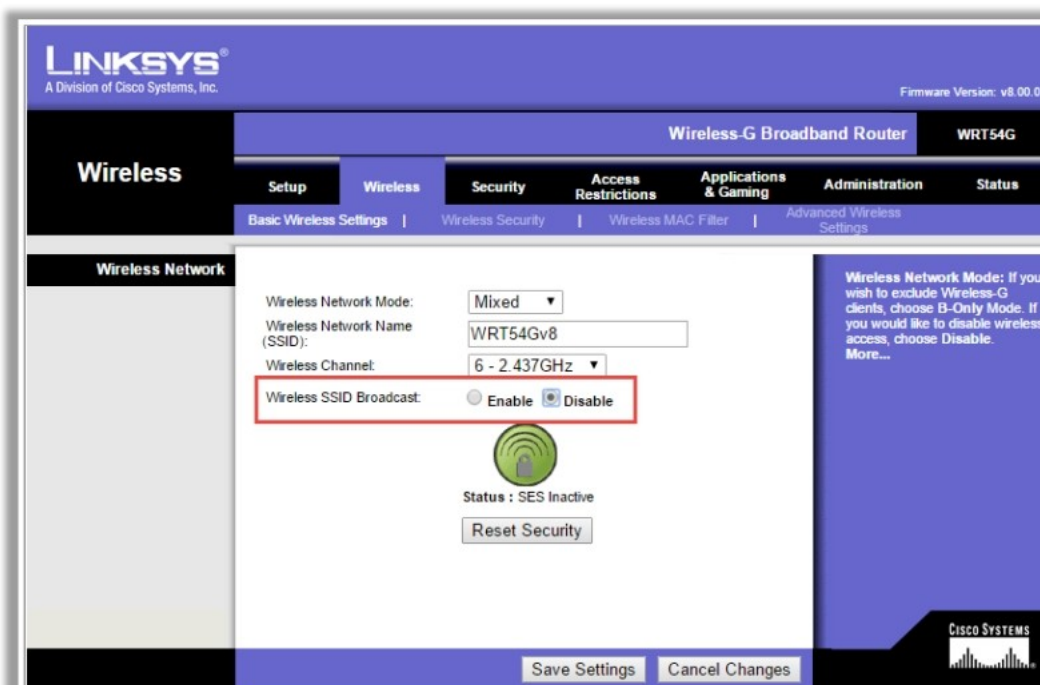 LINKSYS®
A Division of Cisco Systems, Inc.
Firmware Version: v8.00.0
Wireless-G Broadband Router
WRT54G
Wireless
Setup
Wireless
Security
Access
Restrictions
Applications
& Gaming
Administration
Status
Basic Wireless Settings |
Wireless Security |
Wireless MAC Filter |
Advanced Wireless
Settings
Wireless Network
Wireless Network Mode: Mixed
Wireless Network Name
(SSID): WRT54Gv8
Wireless Channel: 6 - 2.437GHz
Wireless SSID Broadcast: Enable Disable
Status : SES Inactive
Reset Security
Wireless Network Mode: If you
wish to exclude Wireless-G
clients, choose B-Only Mode. If
you would like to disable wireless
access, choose Disable.
More...
CISCO SYSTEMS
Save Settings
Cancel Changes